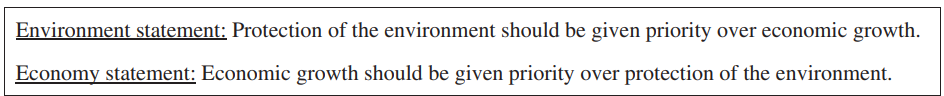 Environment statement: Protection of the environment should be given priority over economic growth.
Economy statement: Economic growth should be given priority over protection of the environment.